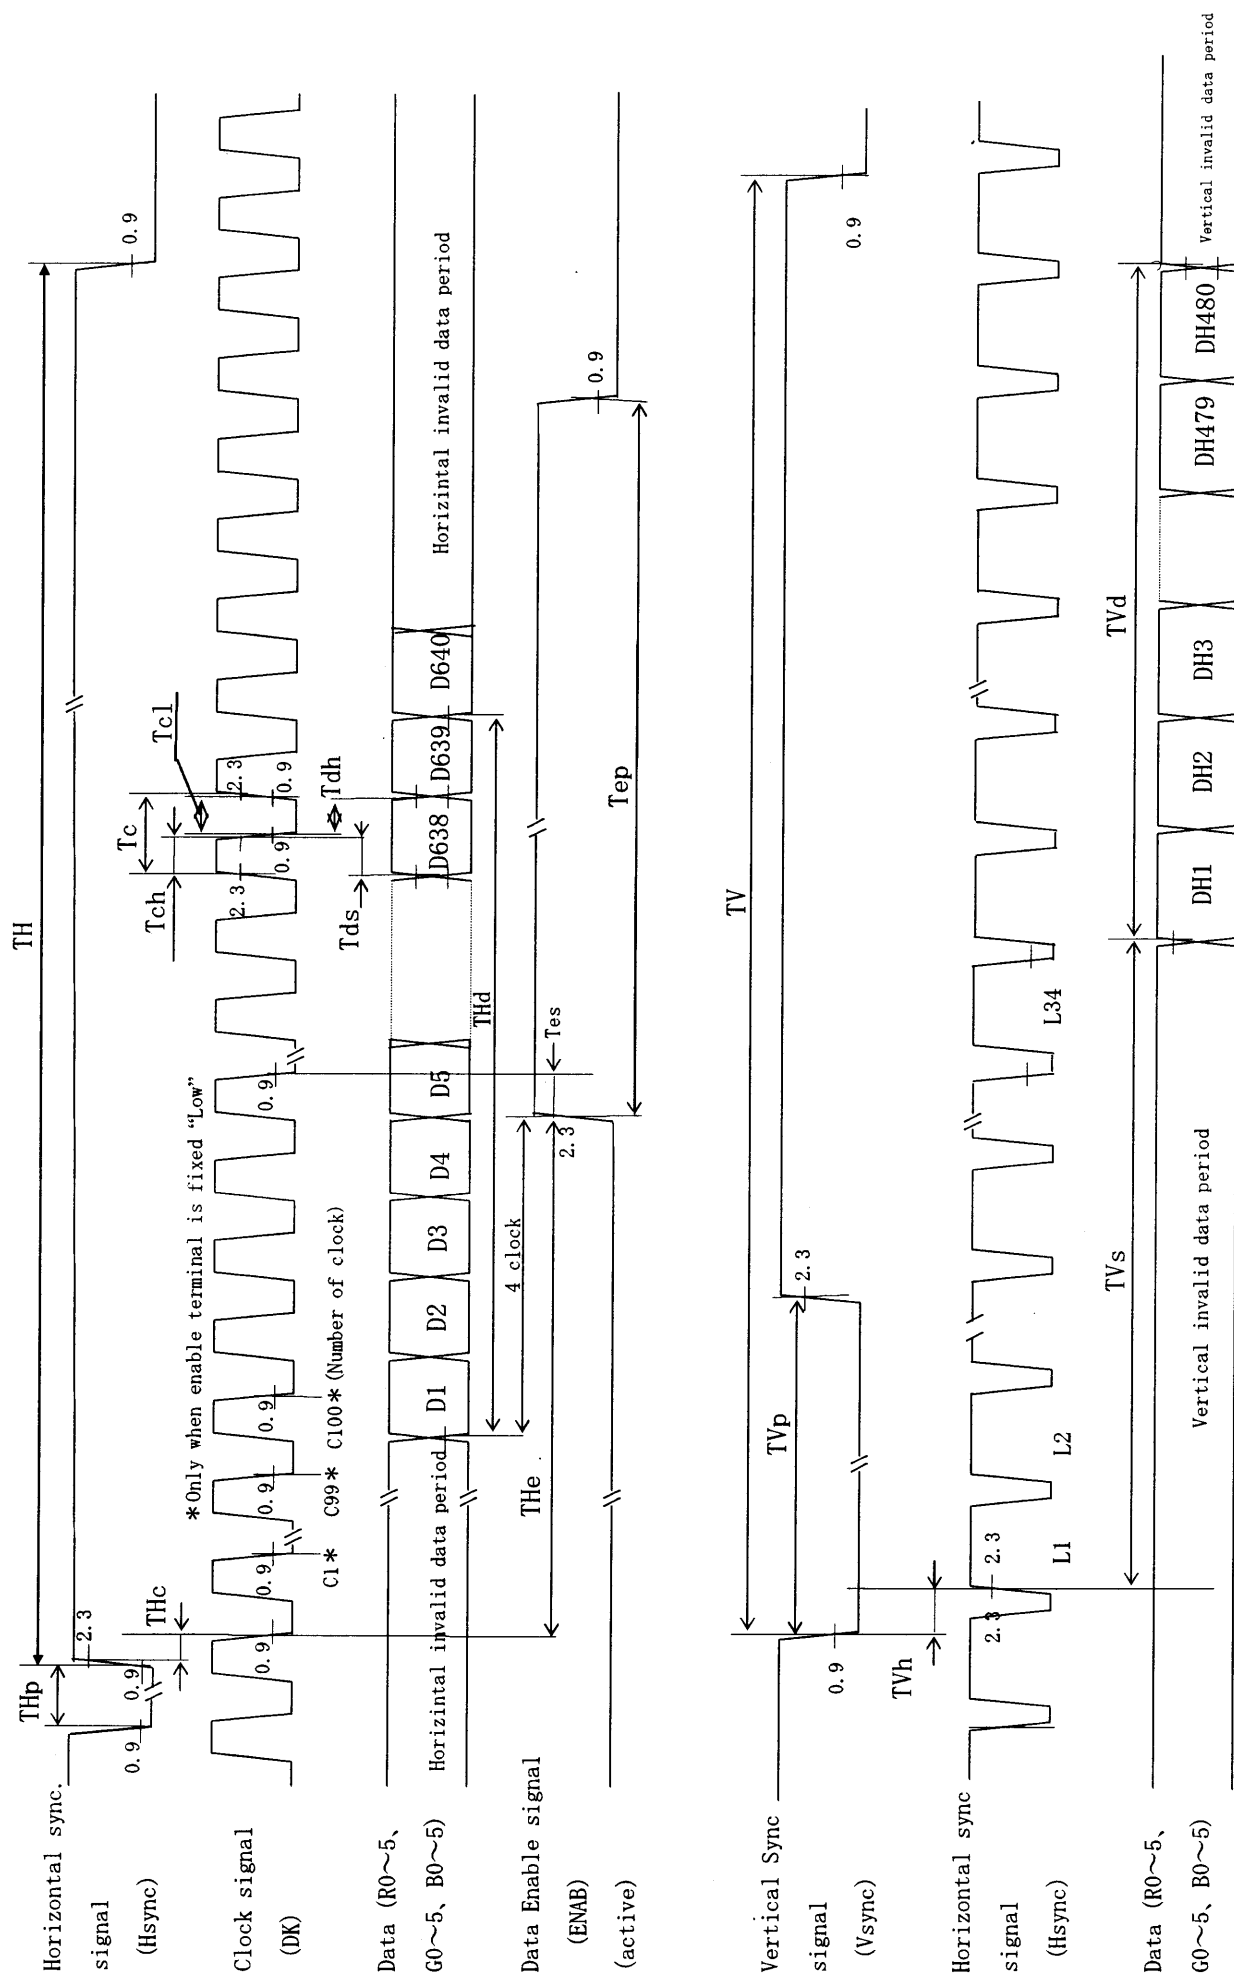 Horizontal sync.
signal
(Hsync)
THp
TH
0.9
0.9
2.3
0.9
THc
Clock signal
(DK)
*Only when enable terminal is fixed “Low”
0.9
0.9
0.9
0.9
0.9
C1*
C99*
C100*
(Number of clock)
Tch
Tc
Tcl
2.3
0.9
2.3
0.9
Tds
Tdh
Data (R0～5、
G0～5、B0～5)
Horizintal invalid data period
D1
D2
D3
D4
D5
D638
D639
D640
Horizintal invalid data period
THd
4 clock
THe
Data Enable signal
(ENAB)
(active)
2.3
Tes
Tep
0.9
Vertical Sync
signal
(Vsync)
TV
TVp
0.9
2.3
0.9
TVh
Horizontal sync
signal
(Hsync)
2.3
2.3
L1
L2
L34
TVs
TVd
Data (R0～5、
G0～5、B0～5)
Vertical invalid data period
DH1
DH2
DH3
DH479
DH480
Vertical invalid data period